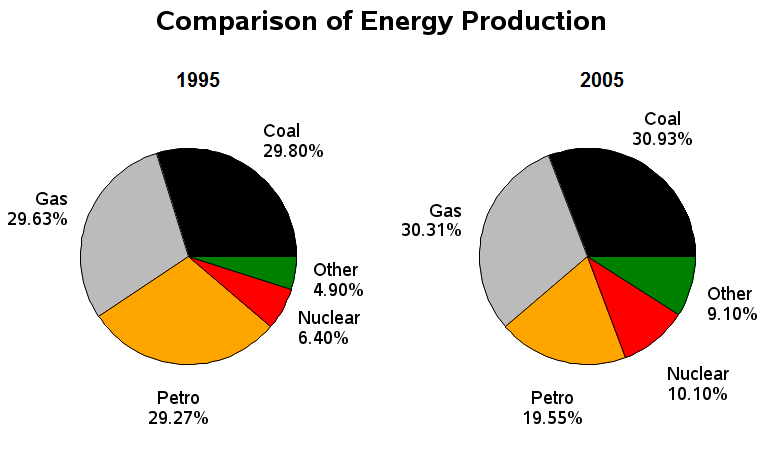 Comparison of Energy Production
1995
Coal
29.80%
Gas
29.63%
Other
4.90%
Nuclear
6.40%
Petro
29.27%
2005
Coal
30.93%
Gas
30.31%
Other
9.10%
Nuclear
10.10%
Petro
19.55%